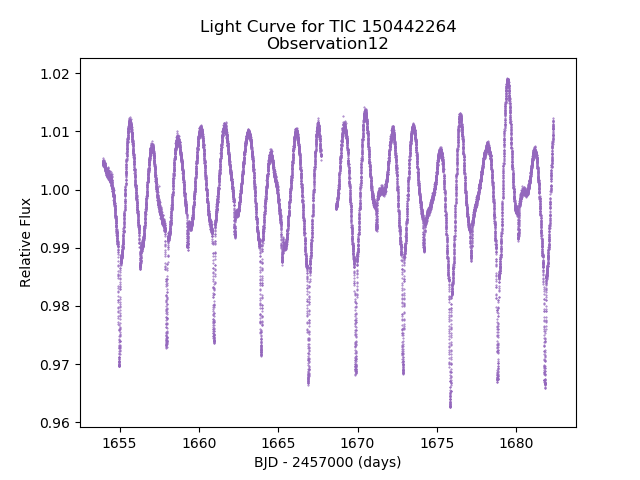 Light Curve for TIC 150442264
Observation12
1.02
1.01
1.00
0.99
0.98
0.97
0.96
Relative Flux
1655 1660 1665 1670 1675 1680
BJD - 2457000 (days)